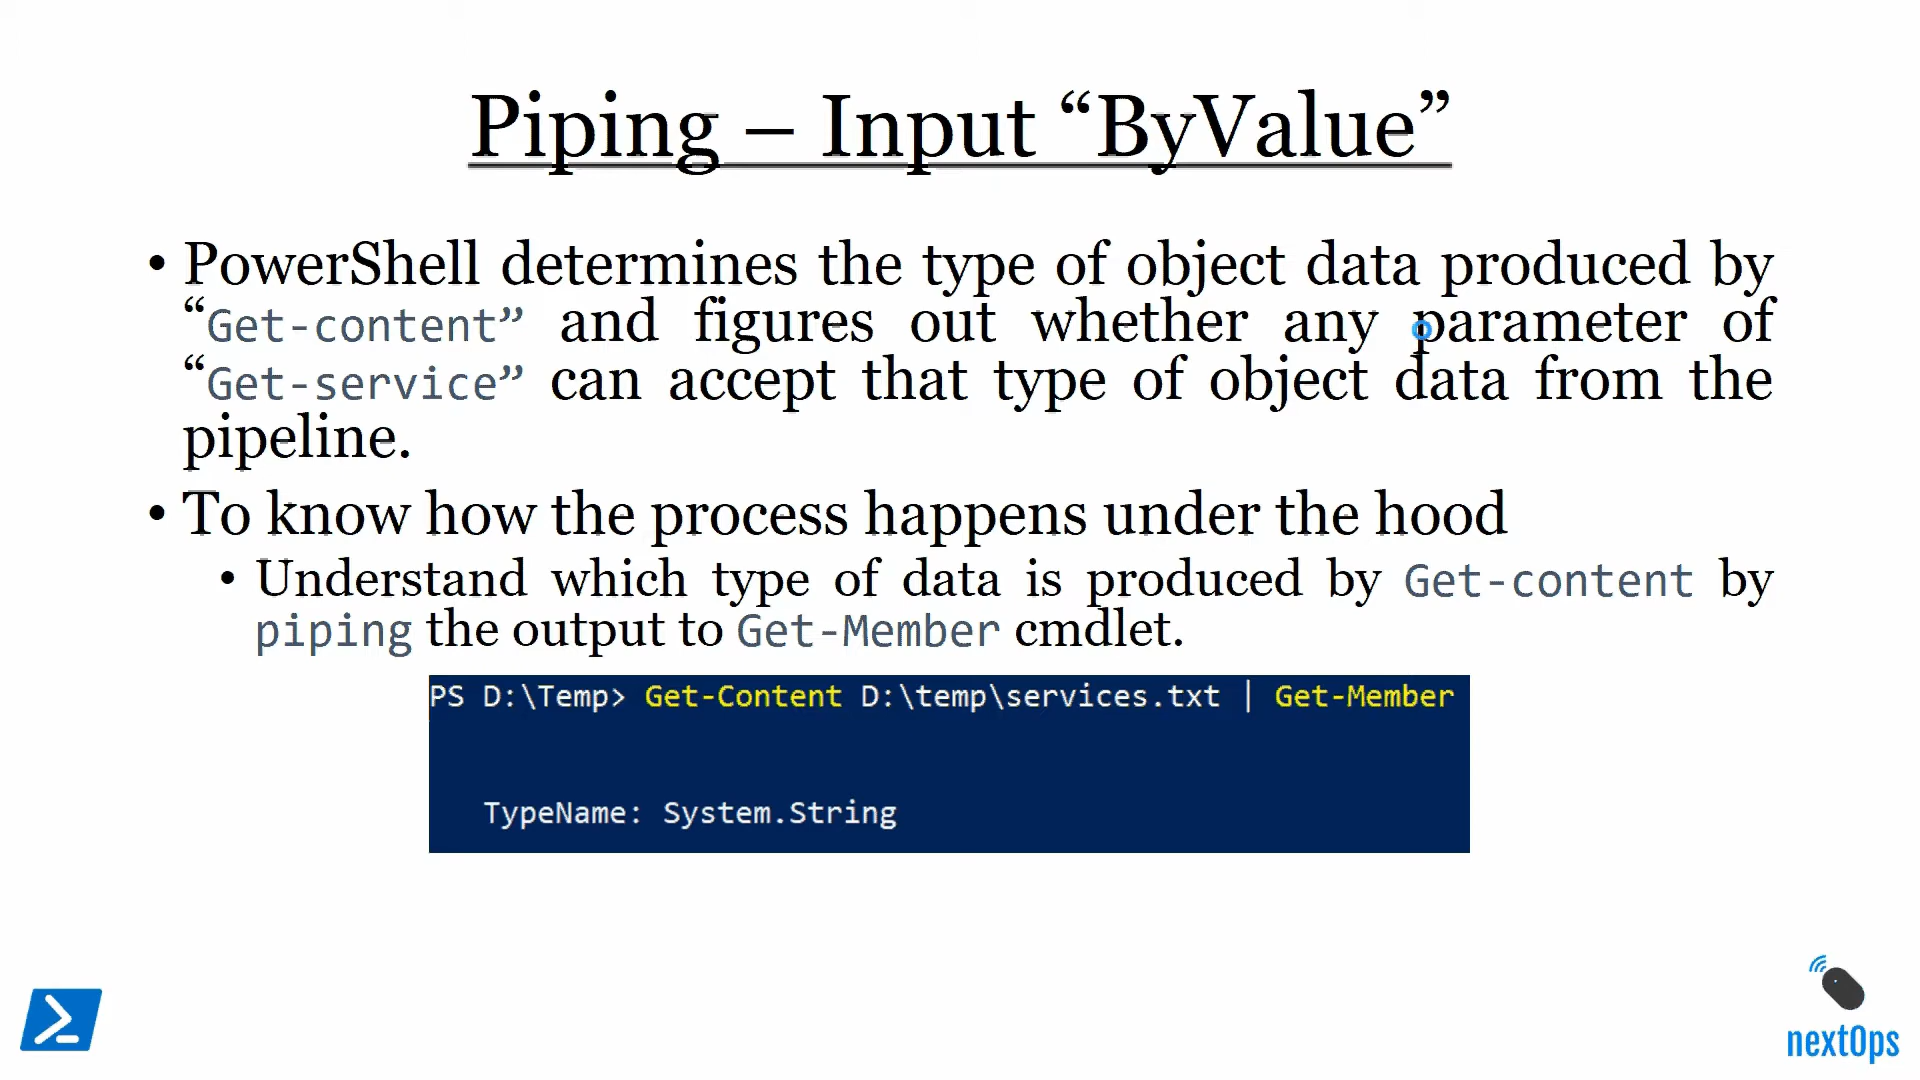 Piping – Input “ByValue”
• PowerShell determines the type of object data produced by
“Get-content” and figures out whether any parameter of
“Get-service” can accept that type of object data from the
pipeline.
• To know how the process happens under the hood
• Understand which type of data is produced by Get-content by
piping the output to Get-Member cmdlet.
PS D:\Temp> Get-Content D:\temp\services.txt | Get-Member
TypeName: System.String
nextOps